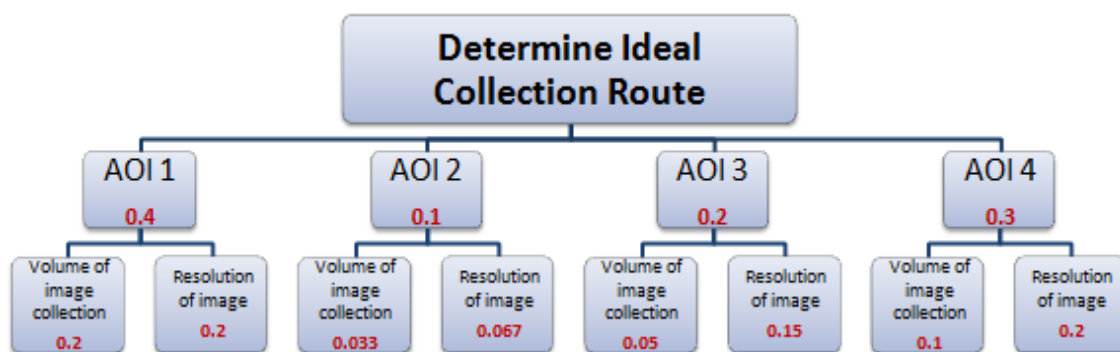 Determine Ideal
Collection Route
AOI 1
0.4
AOI 2
0.1
AOI 3
0.2
AOI 4
0.3
Volume of
image
collection
0.2
Resolution
of image
0.2
Volume of
image
collection
0.033
Resolution
of image
0.067
Volume of
image
collection
0.05
Resolution
of image
0.15
Volume of
image
collection
0.1
Resolution
of image
0.2